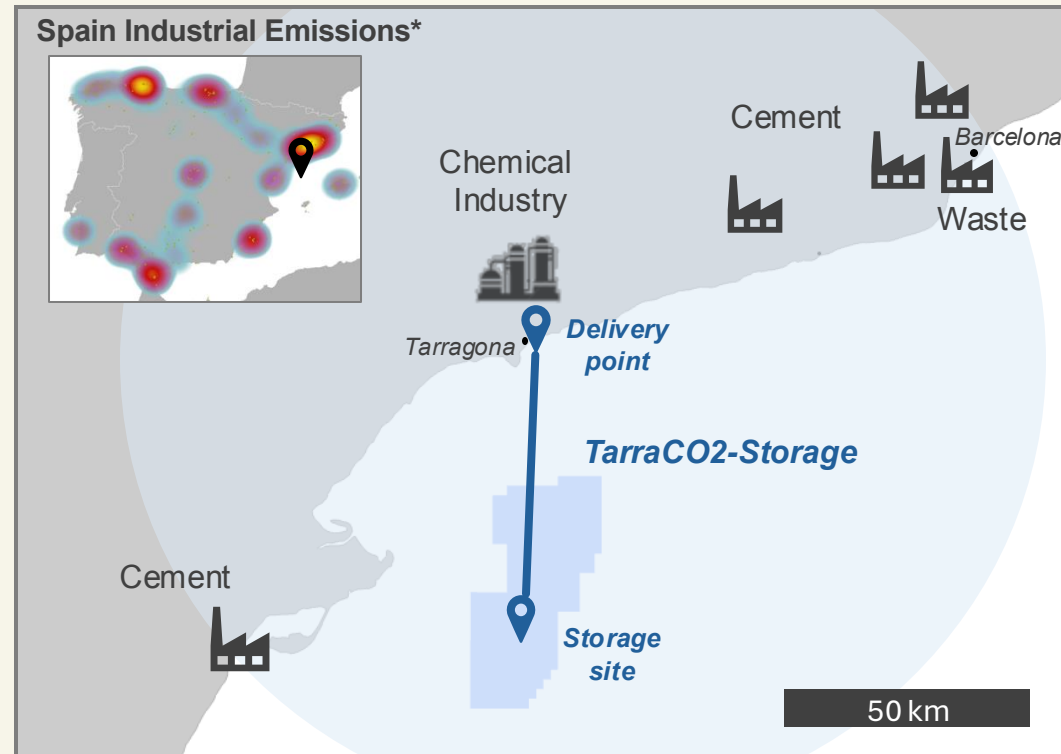 Spain Industrial Emissions*
Cement
Barcelona
Chemical
Industry
Waste
Delivery
point
Tarragona
TarraCO2-Storage
Cement
Storage
site
50 km